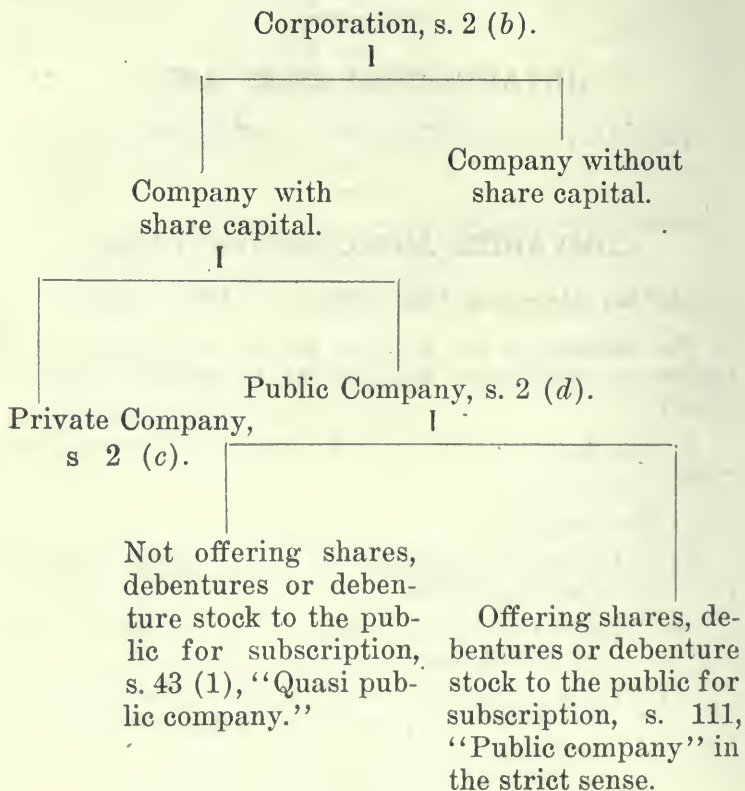 Corporation, s. 2 (b).
Company with
share capital.
Company without
share capital.
Private Company,
s 2 (c).
Public Company, s. 2 (d).
Not offering shares,
debentures or deben-
ture stock to the pub-
lic for subscription,
s. 43 (1), “Quasi pub-
lic company.”
Offering shares, de-
bentures or debenture
stock to the public for
subscription, s. 111,
“Public company” in
the strict sense.